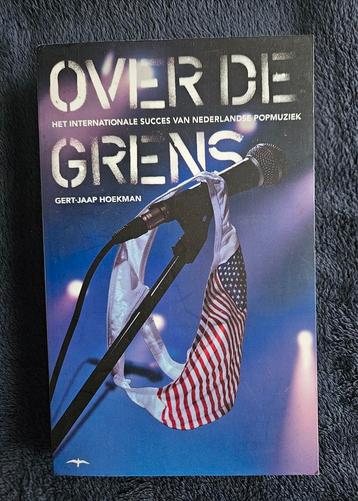 OVER DE
HET INTERNATIONALE SUCCES VAN NEDERLANDSE POPMUZIEK
GRENS
GERT-JAAP HOEKMAN